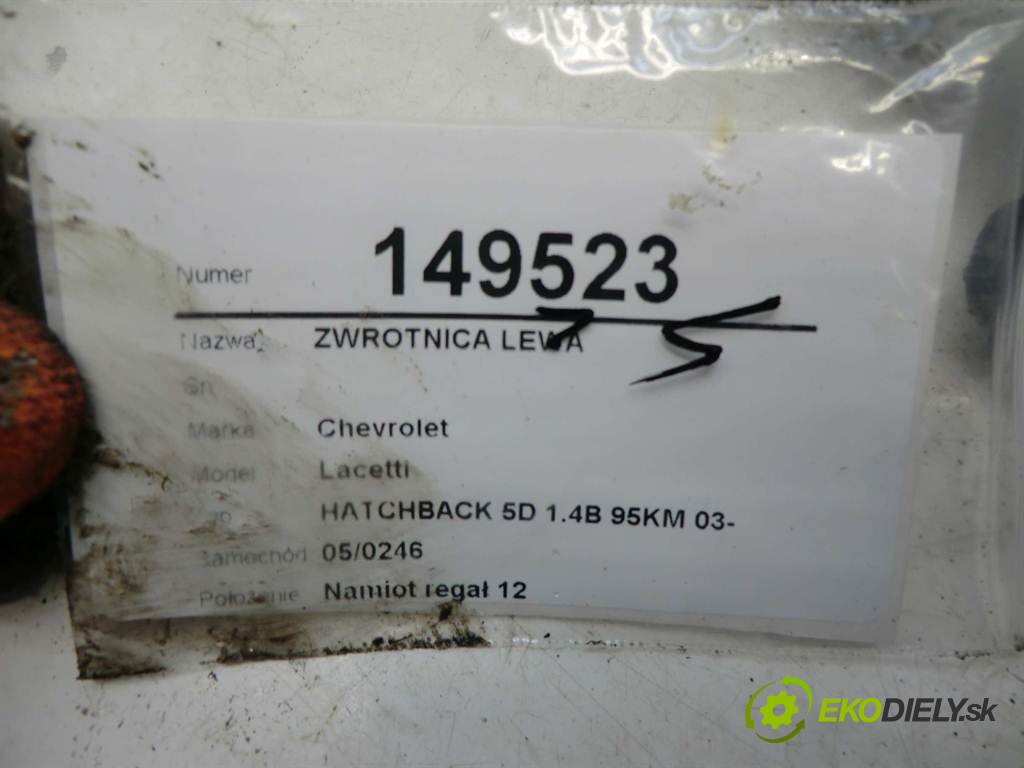 Numer 149523
Nazwa ZWROTNICA LEWA
Sn
Marka Chevrolet
Model Lacetti
HATCHBACK 5D 1.4B 95KM 03-
Samochód 05/0246
Położenie Namiot regał 12
EKODIELY.sk